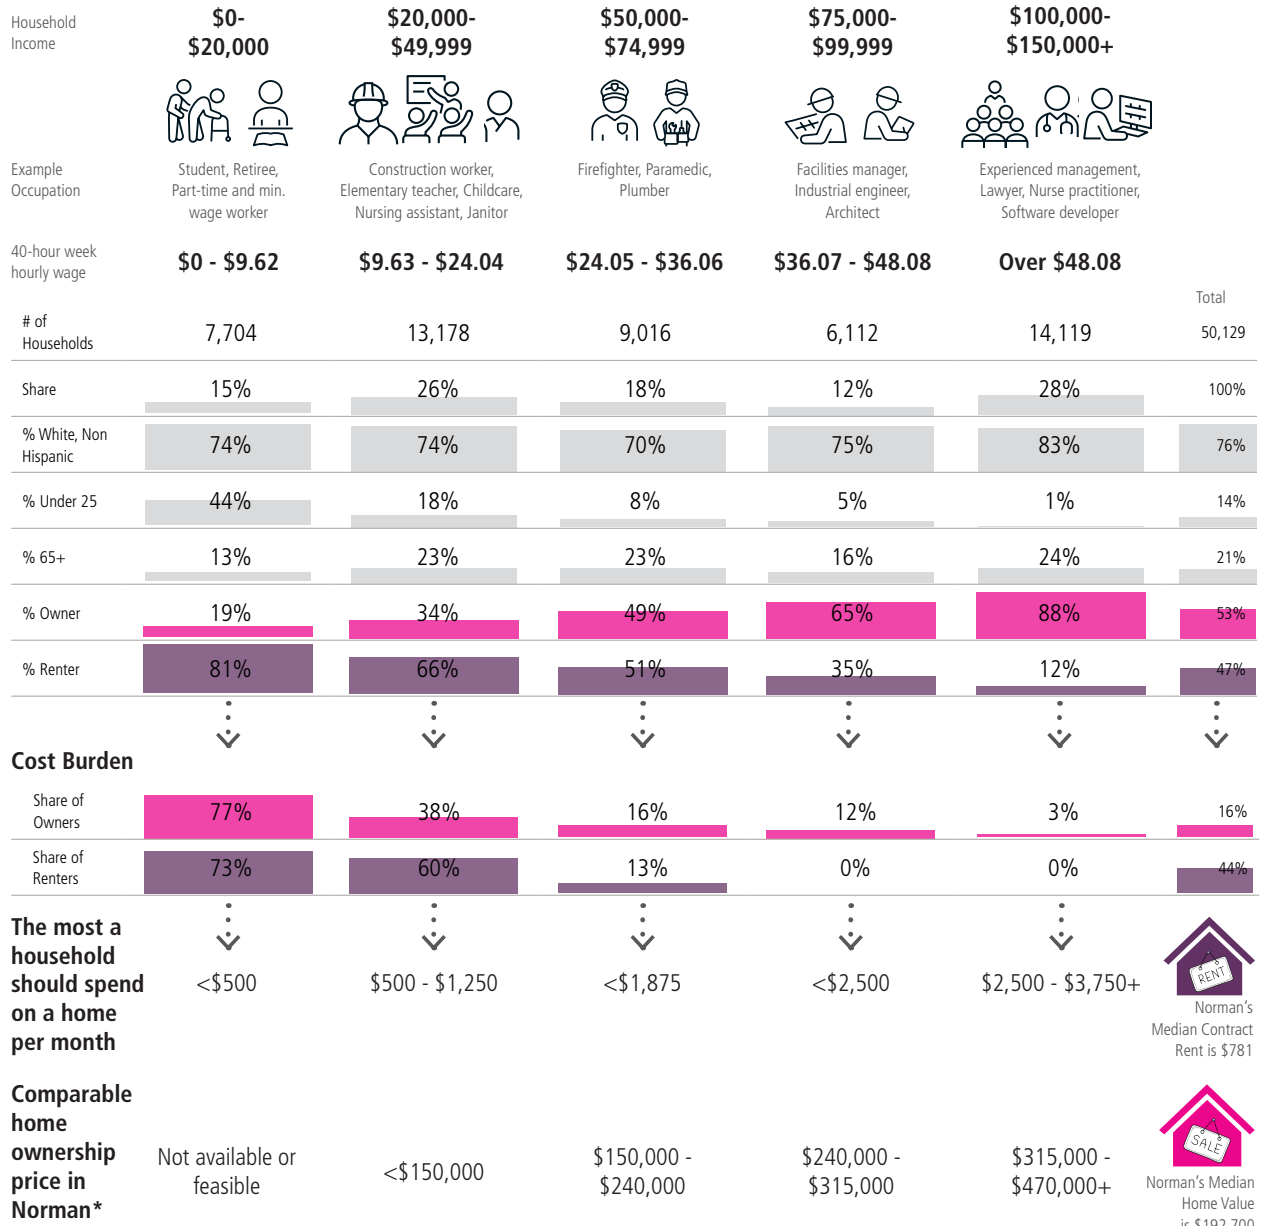 Household
Income
$0-
$20,000
$20,000-
$49,999
$50,000-
$74,999
$75,000-
$99,999
$100,000-
$150,000+
Example
Occupation
Student, Retiree,
Part-time and min.
wage worker
Construction worker,
Elementary teacher, Childcare,
Nursing assistant, Janitor
Firefighter, Paramedic,
Plumber
Facilities manager,
Industrial engineer,
Architect
Experienced management,
Lawyer, Nurse practitioner,
Software developer
40-hour week
hourly wage
$0 - $9.62
$9.63 - $24.04
$24.05 - $36.06
$36.07 - $48.08
Over $48.08
Total
# of
Households
7,704
13,178
9,016
6,112
14,119
50,129
Share
15%
26%
18%
12%
28%
100%
% White, Non
Hispanic
74%
74%
70%
75%
83%
76%
% Under 25
44%
18%
8%
5%
1%
14%
% 65+
13%
23%
23%
16%
24%
21%
% Owner
19%
34%
49%
65%
88%
53%
% Renter
81%
66%
51%
35%
12%
47%
Cost Burden
Share of
Owners
77%
38%
16%
12%
3%
16%
Share of
Renters
73%
60%
13%
0%
0%
44%
The most a
household
should spend
on a home
per month
<$500
$500 - $1,250
<$1,875
<$2,500
$2,500 - $3,750+
RENT
Norman's
Median Contract
Rent is $781
Comparable
home
ownership
price in
Norman*
Not available or
feasible
<$150,000
$150,000 -
$240,000
$240,000 -
$315,000
$315,000 -
$470,000+
SALE
Norman's Median
Home Value
is $192,700